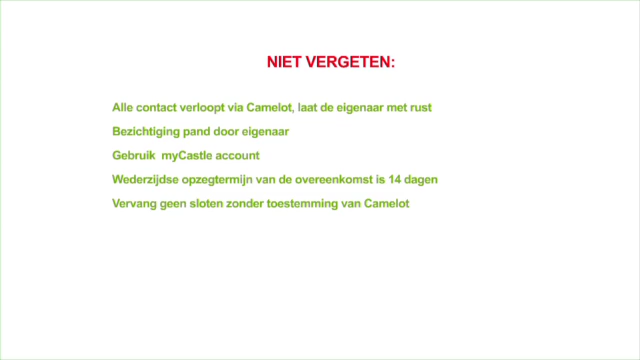 NIET VERGETEN:
Alle contact verloopt via Camelot, laat de eigenaar met rust
Bezichtiging pand door eigenaar
Gebruik  myCastle account
Wederzijdse opzegtermijn van de overeenkomst is 14 dagen
Vervang geen sloten zonder toestemming van Camelot